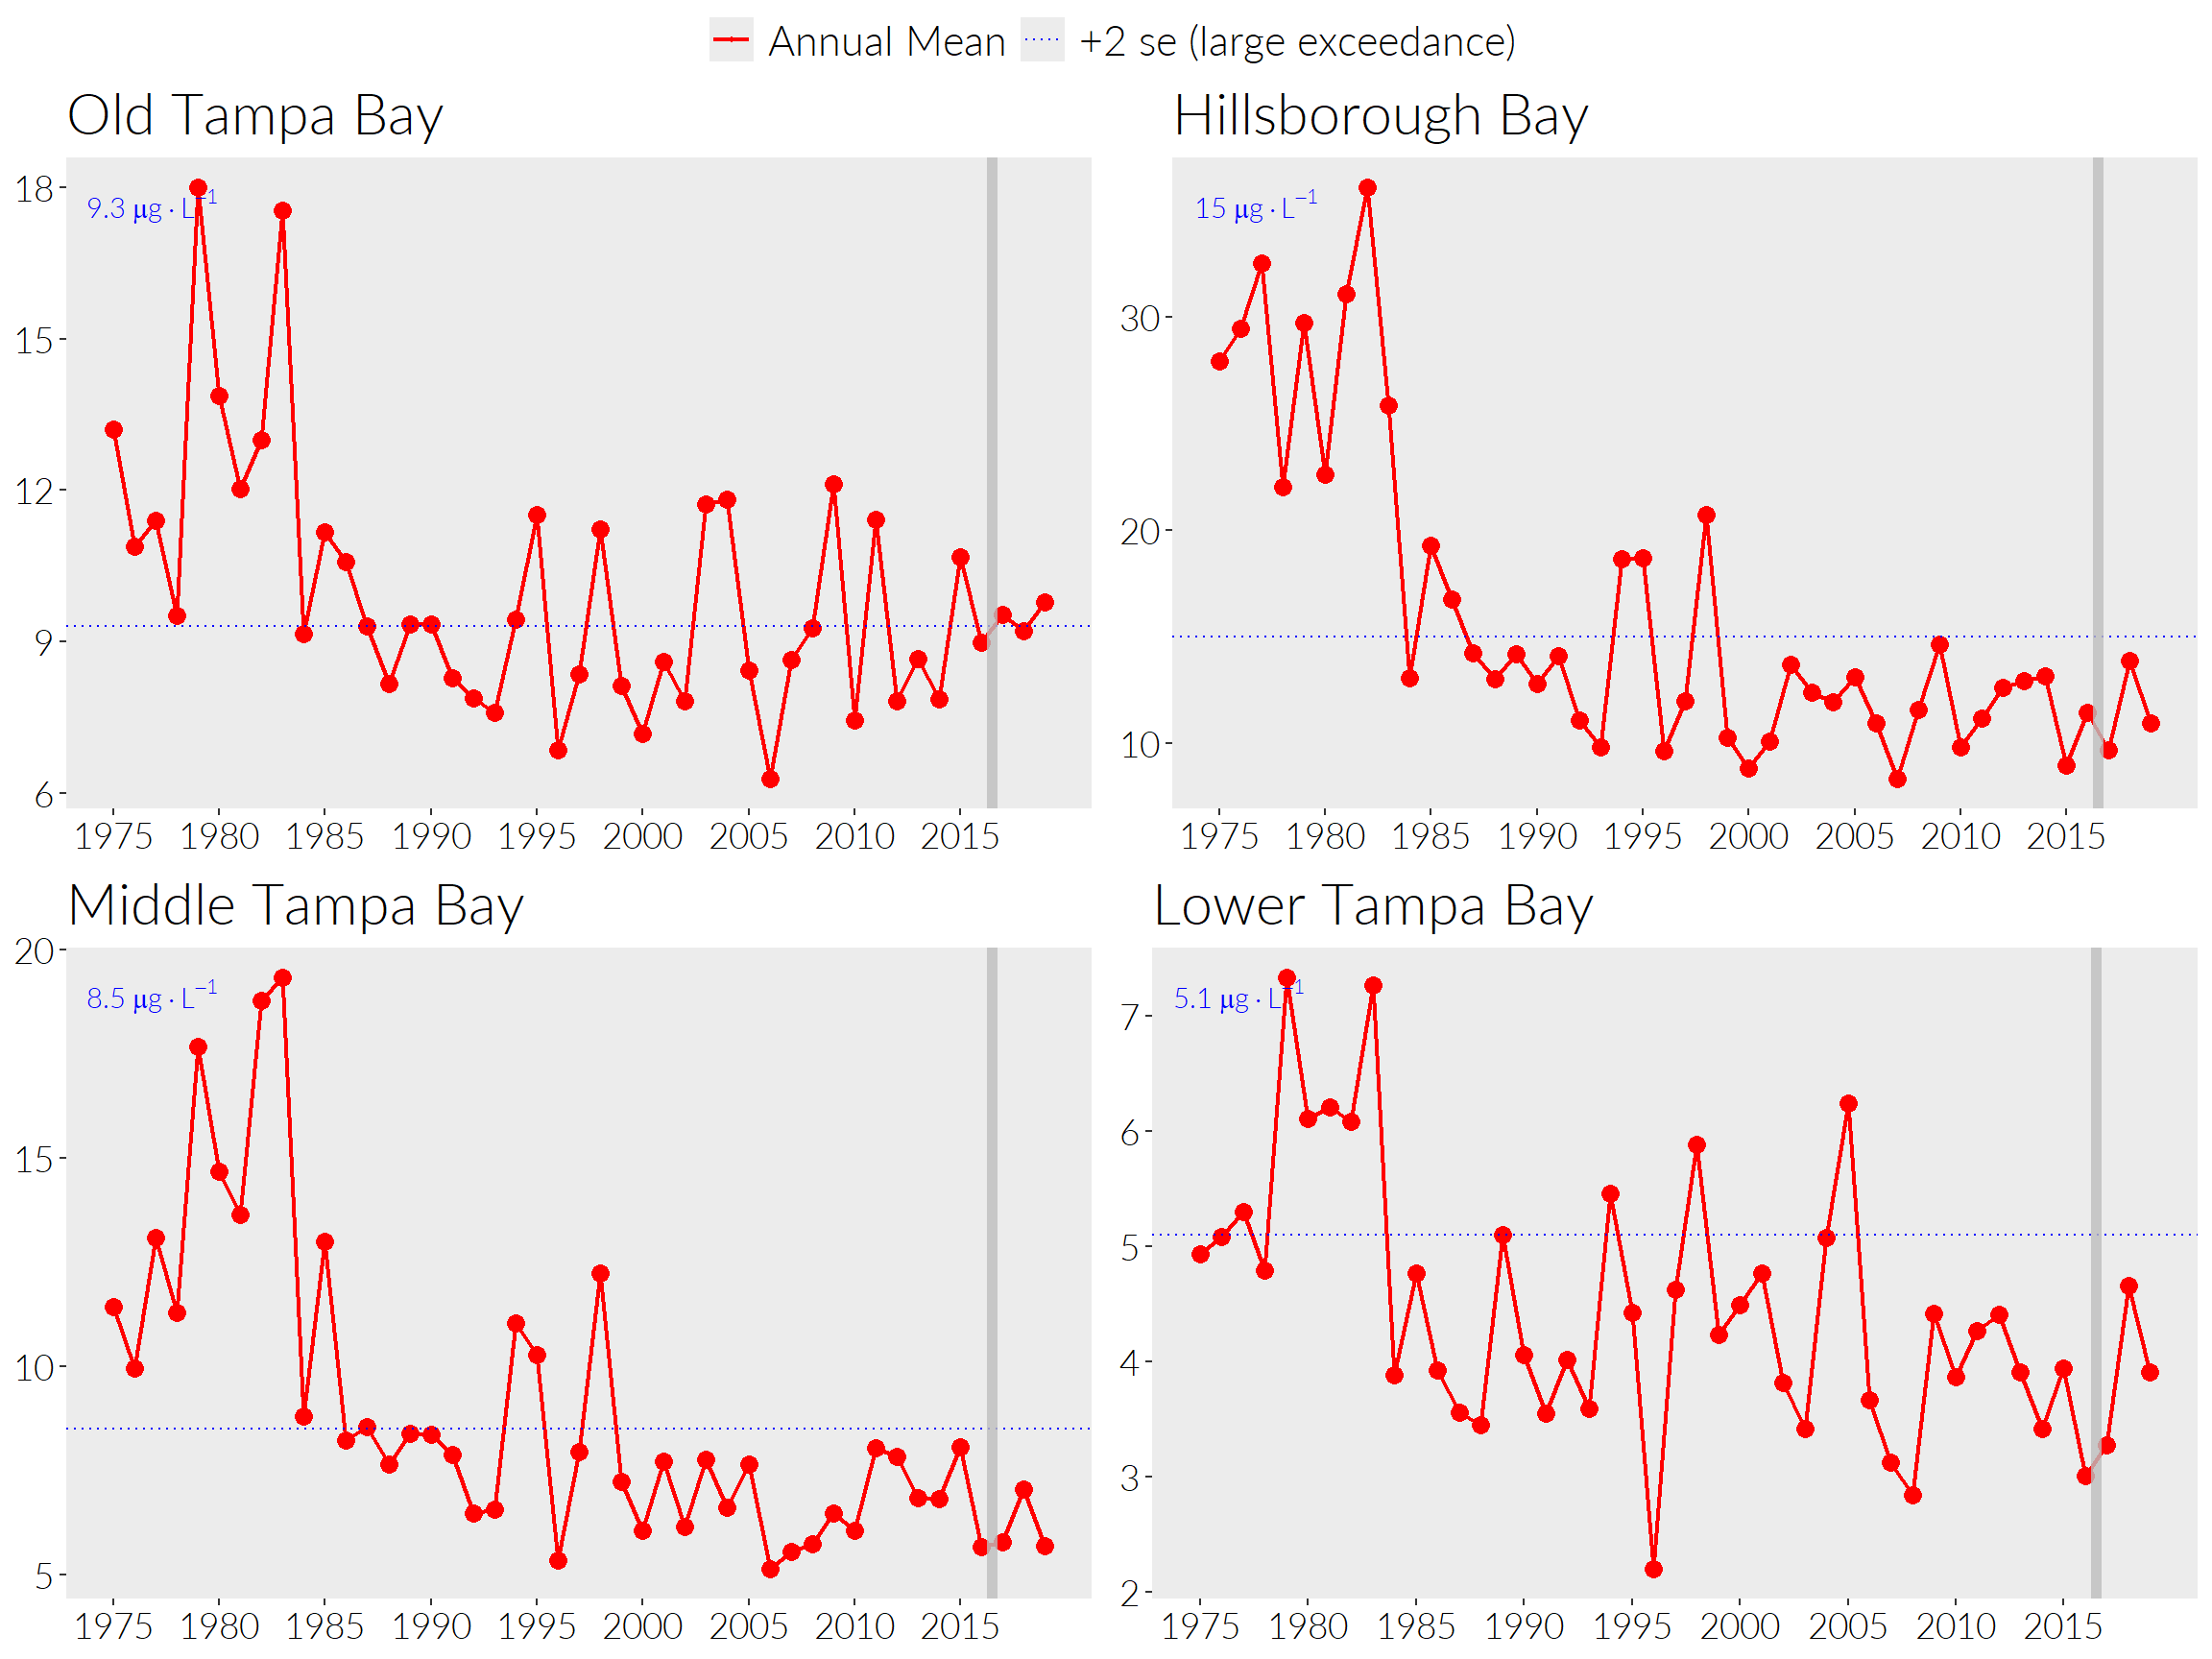 Annual Mean +2 se (large exceedance)
Old Tampa Bay
9.3 μg · L−1
18
15
12
9
6
1975 1980 1985 1990 1995 2000 2005 2010 2015
Hillsborough Bay
15 μg · L−1
30
20
10
1975 1980 1985 1990 1995 2000 2005 2010 2015
Middle Tampa Bay
20
8.5 μg · L−1
15
10
5
1975 1980 1985 1990 1995 2000 2005 2010 2015
Lower Tampa Bay
5.1 μg · L−1
7
6
5
4
3
2
1975 1980 1985 1990 1995 2000 2005 2010 2015